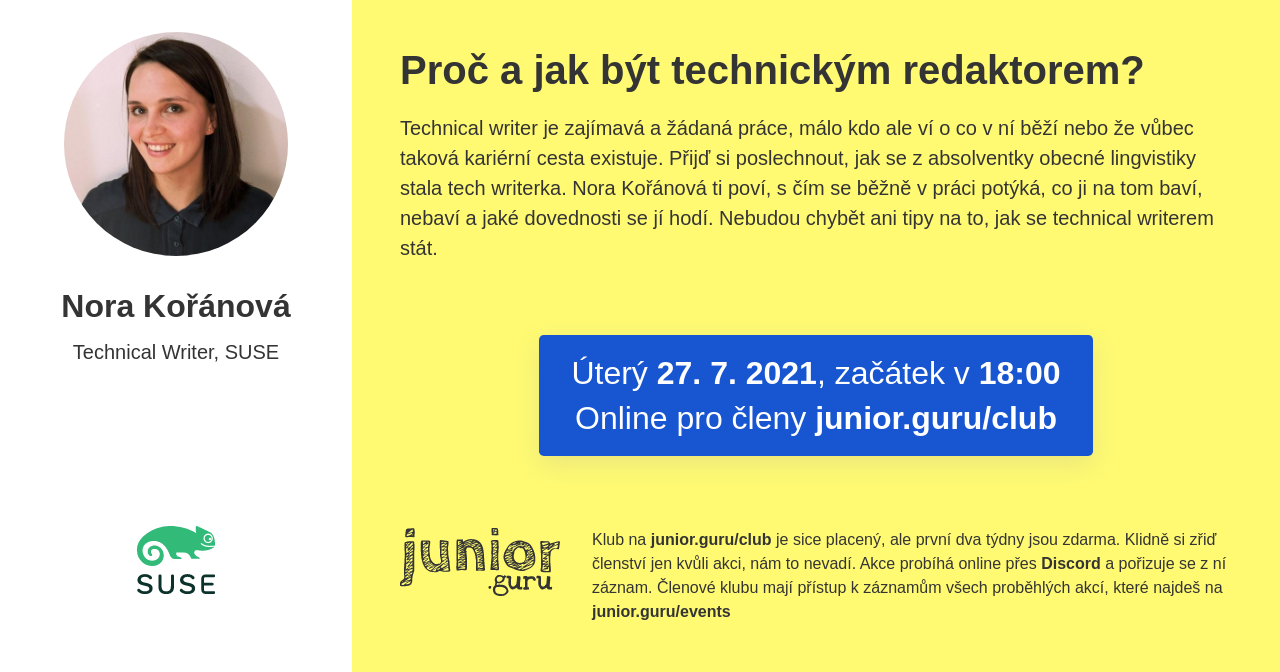 Nora Kořánová
Technical Writer, SUSE
SUSE
Proč a jak být technickým redaktorem?
Technical writer je zajímavá a žádaná práce, málo kdo ale ví o co v ní běží nebo že vůbec
taková kariérní cesta existuje. Přijď si poslechnout, jak se z absolventky obecné lingvistiky
stala tech writerka. Nora Kořánová ti poví, s čím se běžně v práci potýká, co ji na tom baví,
nebaví a jaké dovednosti se jí hodí. Nebudou chybět ani tipy na to, jak se technical writerem
stát.
Úterý 27. 7. 2021, začátek v 18:00
Online pro členy junior.guru/club
junior
.guru
Klub na junior.guru/club je sice placený, ale první dva týdny jsou zdarma. Klidně si zřiď
členství jen kvůli akci, nám to nevadí. Akce probíhá online přes Discord a pořizuje se z ní
záznam. Členové klubu mají přístup k záznamům všech proběhlých akcí, které najdeš na
junior.guru/events